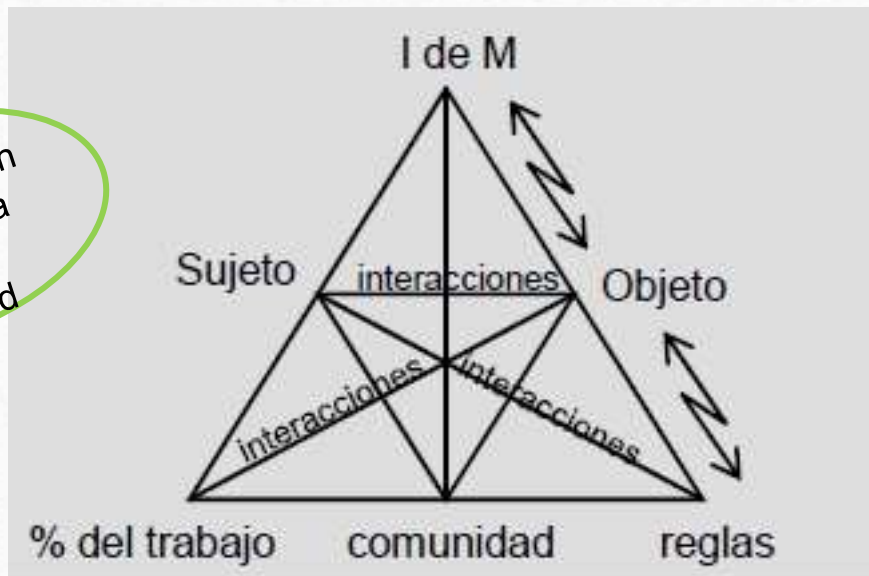 I de M
n
a
Sujeto
interacciones
Objeto
d
interacciones
interacciones
% del trabajo
comunidad
reglas